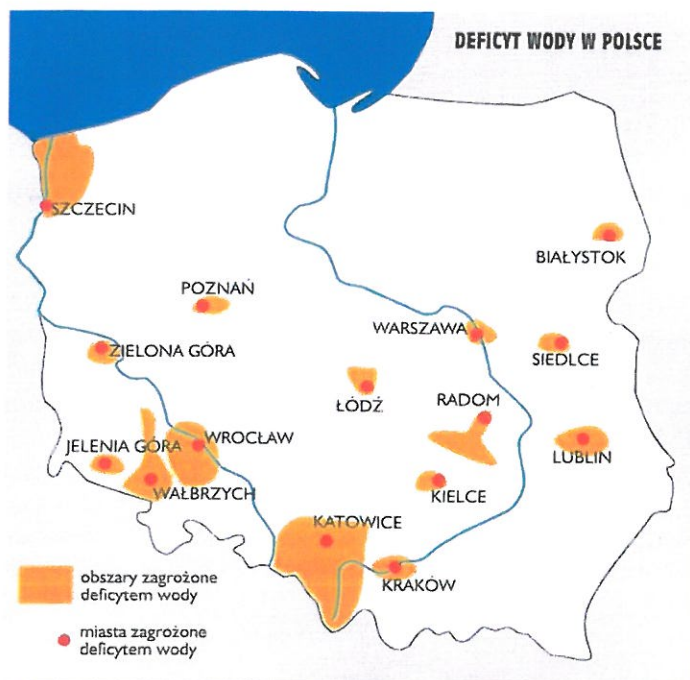 DEFICYT WODY W POLSCE
SZCZECIN
BIAŁYSTOK
POZNAŃ
WARSZAWA
ZIELONA GÓRA
SIEDLCE
ŁÓDŹ
RADOM
JELENIA GÓRA
WROCŁAW
LUBLIN
WAŁBRZYCH
KIELCE
KATOWICE
KRAKÓW
obszary zagrożone
deficytem wody
miasta zagrożone
deficytem wody